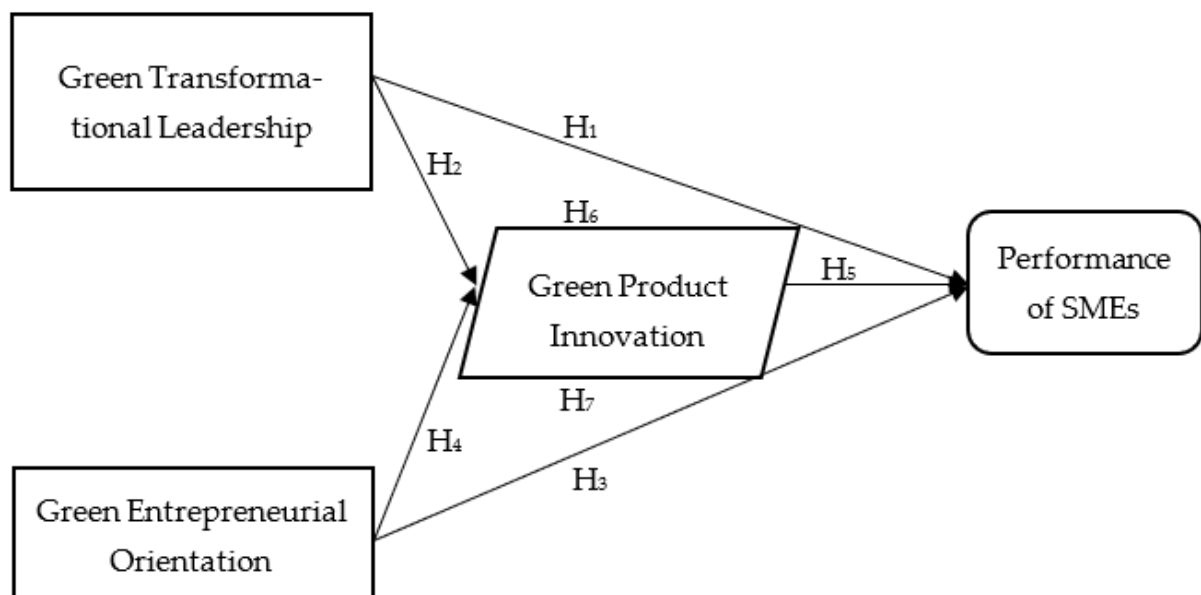 Green Transforma-
tional Leadership
H₁
H₂
H₆
Green Product
Innovation
H₅
Performance
of SMEs
H₇
H₄
H₃
Green Entrepreneurial
Orientation